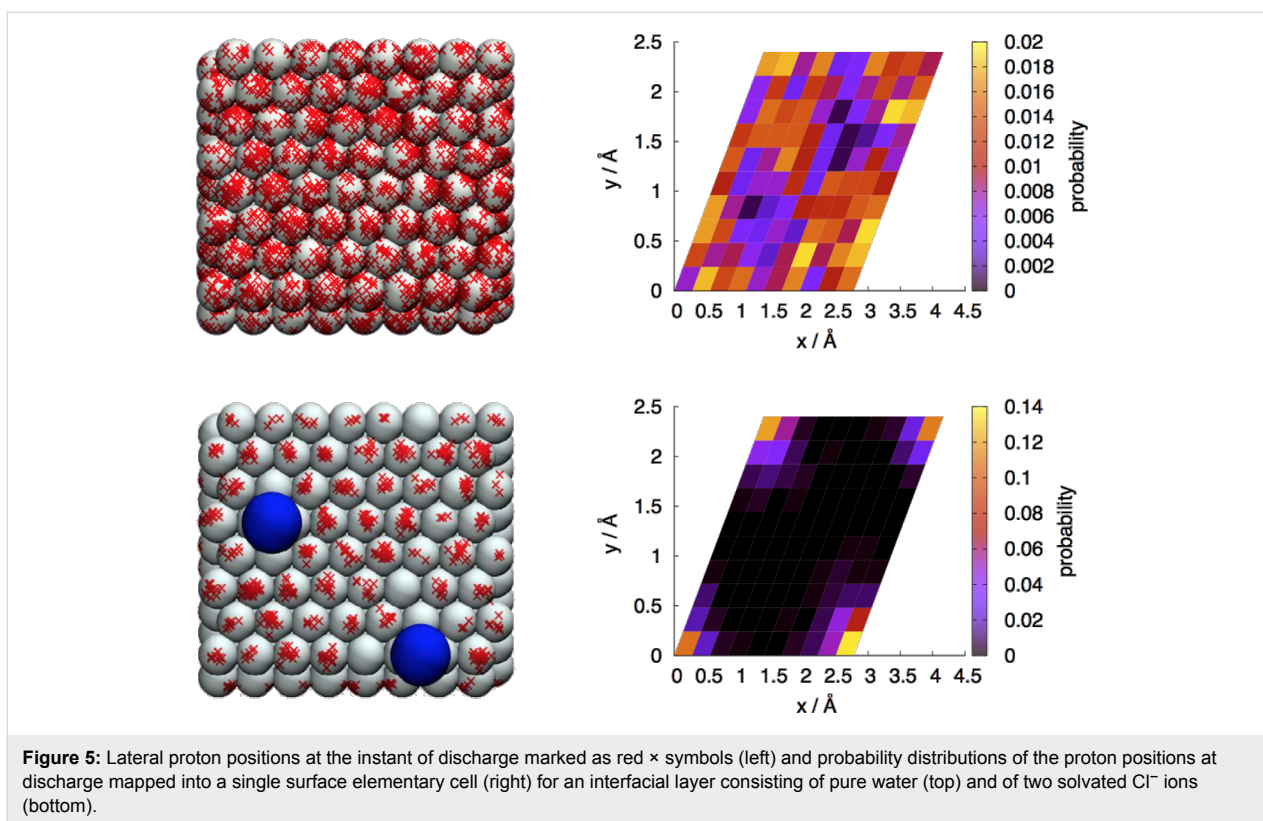 2.5
2
1.5
1
0.5
0
y / Å
0 0.5 1 1.5 2 2.5 3 3.5 4 4.5
x / Å
0.02
0.018
0.016
0.014
0.012
0.01
0.008
0.006
0.004
0.002
0
probability
2.5
2
1.5
1
0.5
0
y / Å
0 0.5 1 1.5 2 2.5 3 3.5 4 4.5
x / Å
0.14
0.12
0.1
0.08
0.06
0.04
0.02
0
probability
Figure 5: Lateral proton positions at the instant of discharge marked as red × symbols (left) and probability distributions of the proton positions at
discharge mapped into a single surface elementary cell (right) for an interfacial layer consisting of pure water (top) and of two solvated Cl⁻ ions
(bottom).